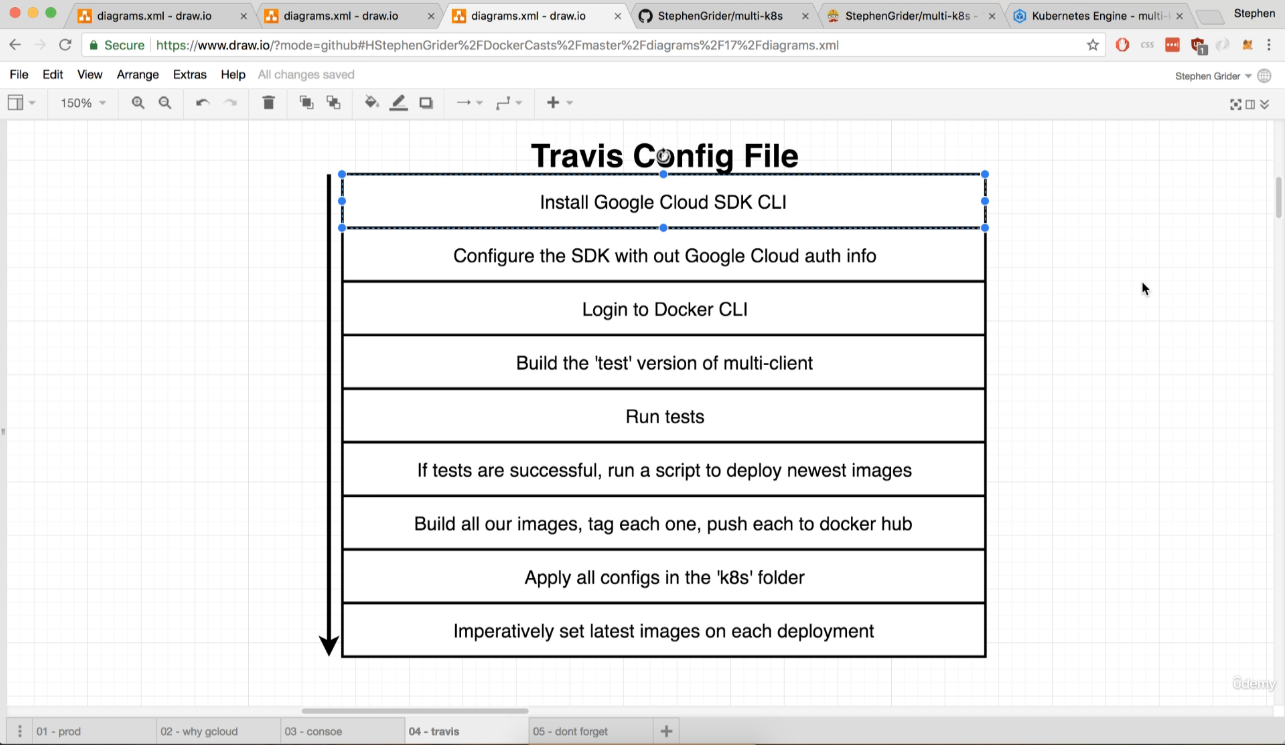 diagrams.xml - draw.io
diagrams.xml - draw.io
diagrams.xml - draw.io
StephenGrider/multi-k8s
StephenGrider/multi-k8s -
Kubernetes Engine - multi-
Stephen
Secure
https://www.draw.io/?mode=github#HStephenGrider%2FDockerCasts%2Fmaster%2Fdiagrams%2F17%2Fdiagrams.xml
css
1
File Edit View Arrange Extras Help All changes saved
Stephen Grider
150%
Travis Config File
Install Google Cloud SDK CLI
Configure the SDK with out Google Cloud auth info
Login to Docker CLI
Build the 'test' version of multi-client
Run tests
If tests are successful, run a script to deploy newest images
Build all our images, tag each one, push each to docker hub
Apply all configs in the 'k8s' folder
Imperatively set latest images on each deployment
ûdemy
01 - prod
02 - why gcloud
03 - consoe
04 - travis
05 - dont forget